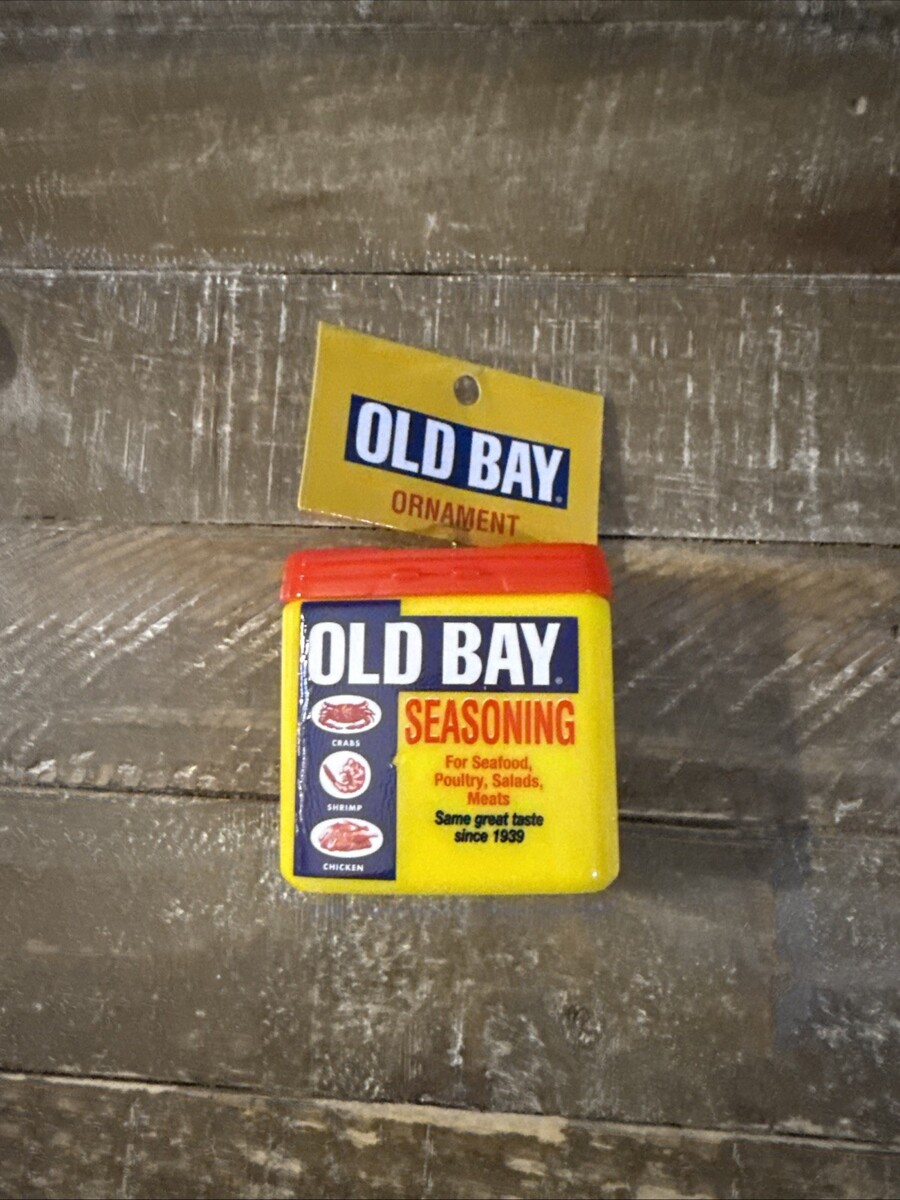 OLD BAY®
ORNAMENT
OLD BAY®
SEASONING
For Seafood,
Poultry, Salads,
Meats
Same great taste
since 1939
CRABS
SHRIMP
CHICKEN